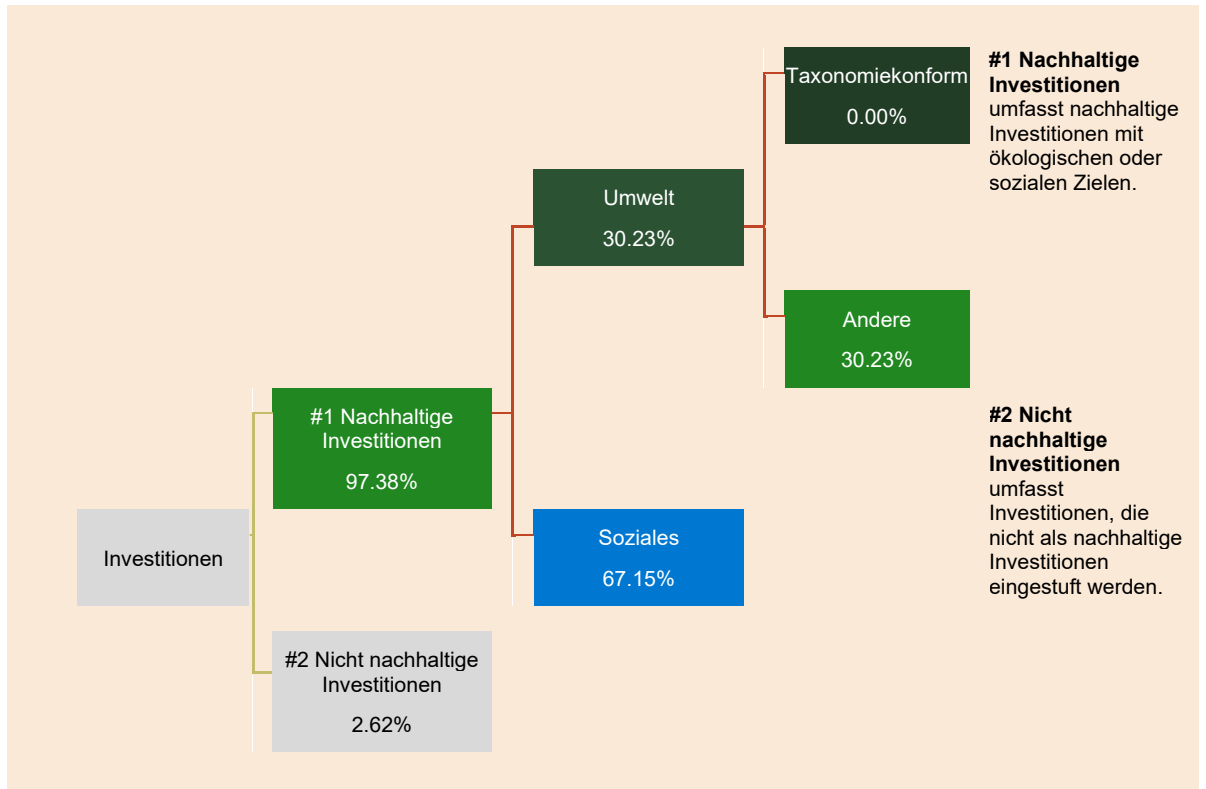 Taxonomiekonform
0.00%
#1 Nachhaltige
Investitionen
umfasst nachhaltige
Investitionen mit
ökologischen oder
sozialen Zielen.
Umwelt
30.23%
Andere
30.23%
#1 Nachhaltige
Investitionen
97.38%
#2 Nicht
nachhaltige
Investitionen
umfasst
Investitionen, die
nicht als nachhaltige
Investitionen
eingestuft werden.
Soziales
67.15%
Investitionen
#2 Nicht nachhaltige
Investitionen
2.62%